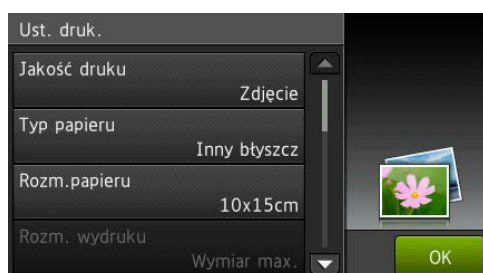 Ust. druk.
Jakość druku
Zdjęcie
Typ papieru
Inny błyszcz
Rozm.papieru
10x15cm
Rozm. wydruku
Wymiar max.
OK